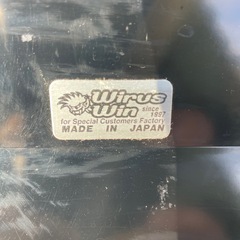 Wirus
Win since
1997
for Special Customers Factory
MADE IN JAPAN